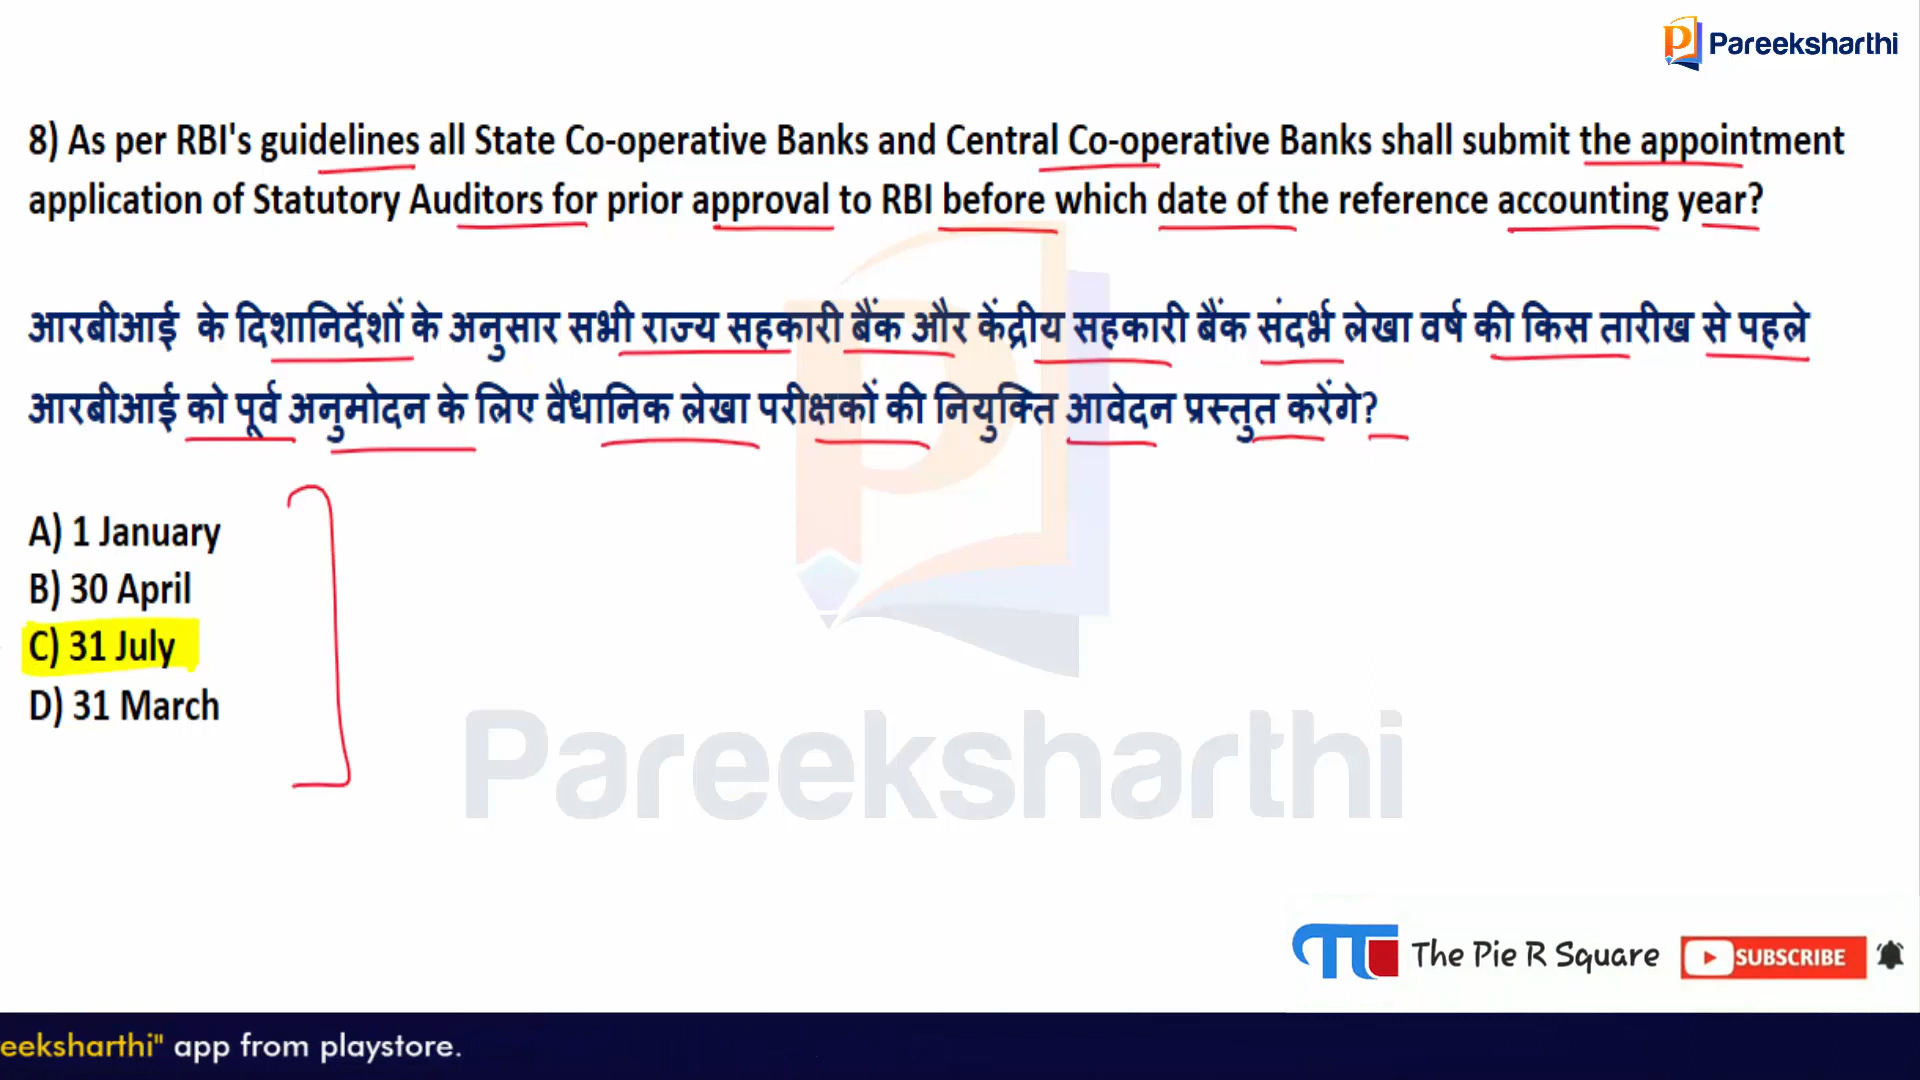 Pareeksharthi
8) As per RBI's guidelines all State Co-operative Banks and Central Co-operative Banks shall submit the appointment
application of Statutory Auditors for prior approval to RBI before which date of the reference accounting year?
आरबीआई के दिशानिर्देशों के अनुसार सभी राज्य सहकारी बैंक और केंद्रीय सहकारी बैंक संदर्भ लेखा वर्ष की किस तारीख से पहले
आरबीआई को पूर्व अनुमोदन के लिए वैधानिक लेखा परीक्षकों की नियुक्ति आवेदन प्रस्तुत करेंगे?
A) 1 January
B) 30 April
C) 31 July
D) 31 March
Pareeksharthi
The Pie R Square
SUBSCRIBE
eeksharthi" app from playstore.